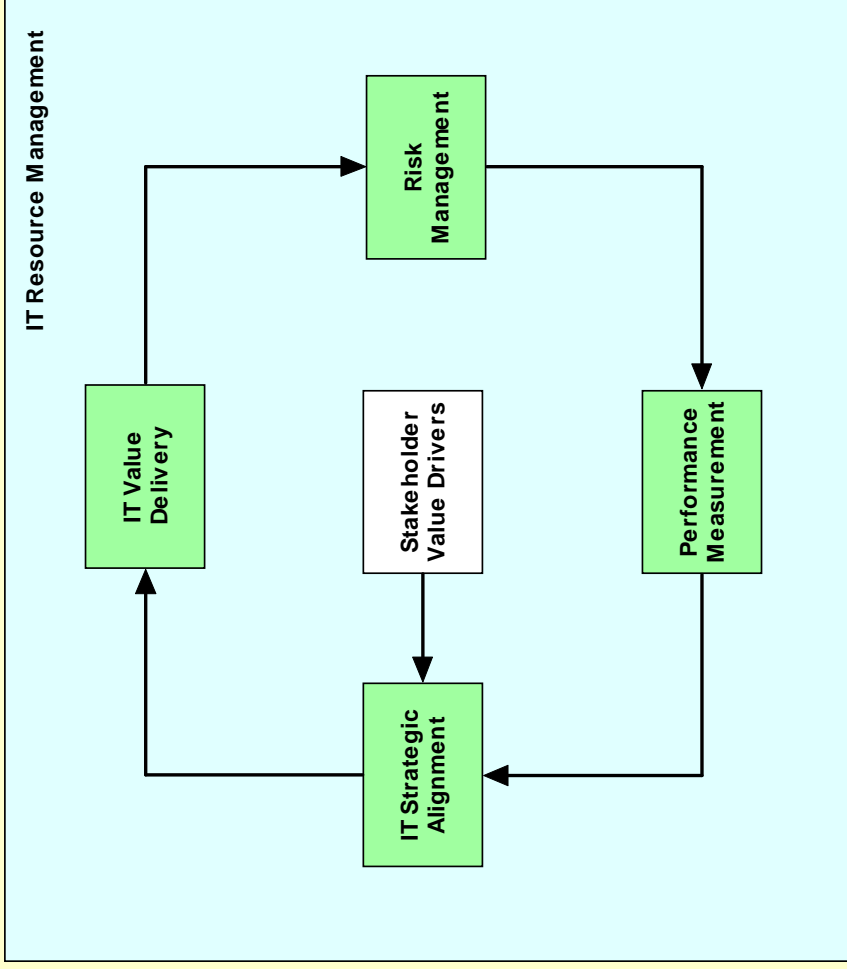 IT Resource Management
IT Value
Delivery
Risk
Management
Stakeholder
Value Drivers
IT Strategic
Alignment
Performance
Measurement